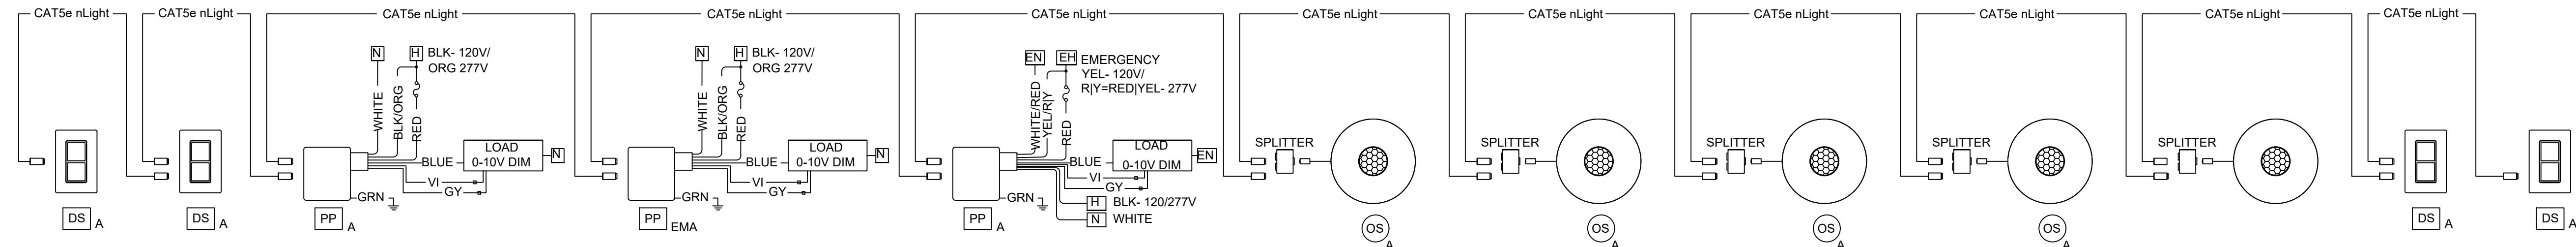 CAT5e nLight
CAT5e nLight
CAT5e nLight
CAT5e nLight
CAT5e nLight
CAT5e nLight
CAT5e nLight
CAT5e nLight
CAT5e nLight
CAT5e nLight
CAT5e nLight
DS
A
DS
A
N
H
BLK- 120V/
ORG 277V
WHITE
BLK/ORG
RED
LOAD
0-10V DIM
N
BLUE
VI
GY
GRN
PP
A
N
H
BLK- 120V/
ORG 277V
WHITE
BLK/ORG
RED
LOAD
0-10V DIM
N
BLUE
VI
GY
GRN
PP
EMA
EN
EH
EMERGENCY
YEL- 120V/
R|Y=RED|YEL- 277V
WHITE/RED
YEL/R|Y
RED
LOAD
0-10V DIM
EN
BLUE
VI
GY
GRN
H
BLK- 120/277V
N
WHITE
PP
A
SPLITTER
OS
A
SPLITTER
OS
A
SPLITTER
OS
A
SPLITTER
OS
A
SPLITTER
DS
A
DS
A